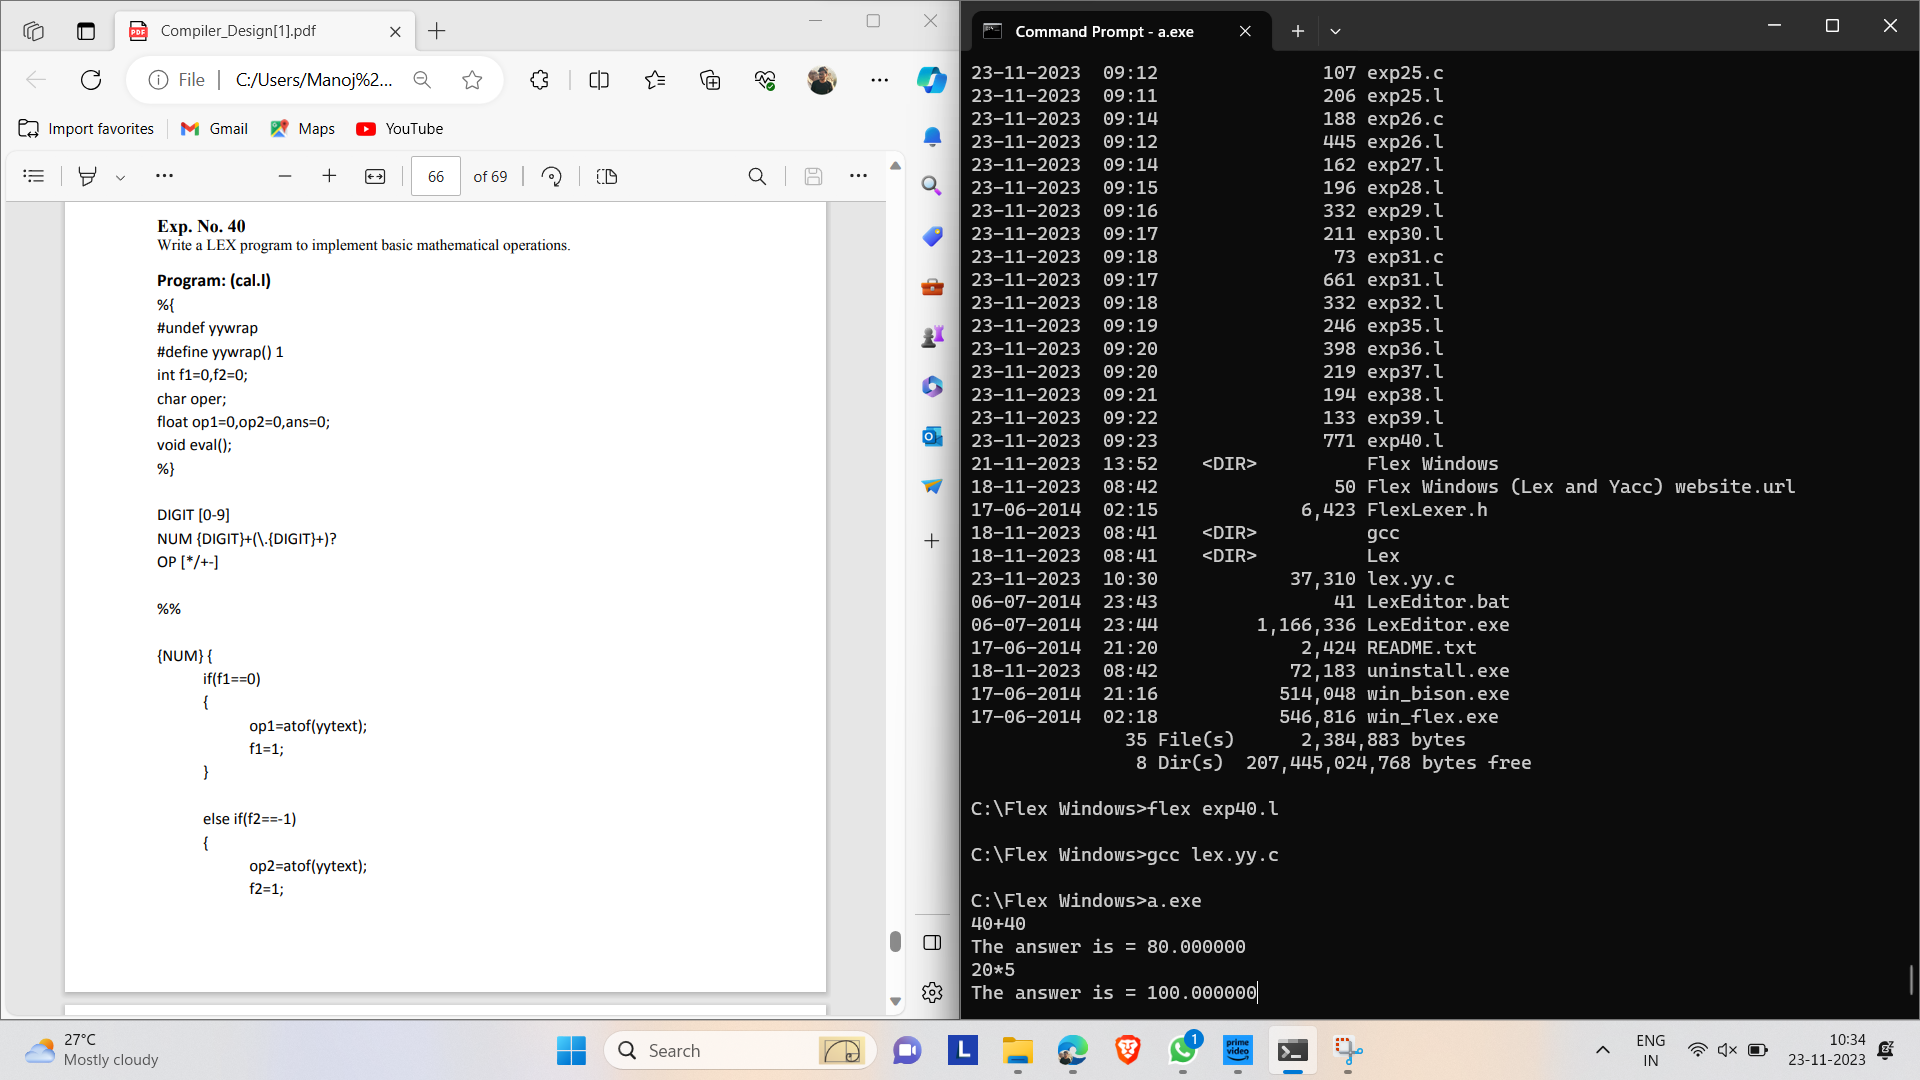 Compiler_Design[1].pdf
File
C:/Users/Manoj%2...
Import favorites
Gmail
Maps
YouTube
66 of 69
Exp. No. 40
Write a LEX program to implement basic mathematical operations.
Program: (cal.l)
%{
#undef yywrap
#define yywrap() 1
int f1=0,f2=0;
char oper;
float op1=0,op2=0,ans=0;
void eval();
%}
DIGIT [0-9]
NUM {DIGIT}+(\.{DIGIT}+)?
OP [*/+-]
%%
{NUM} {
if(f1==0)
{
op1=atof(yytext);
f1=1;
}
else if(f2==-1)
{
op2=atof(yytext);
f2=1;
Command Prompt - a.exe
23-11-2023 09:12 107 exp25.c
23-11-2023 09:11 206 exp25.l
23-11-2023 09:14 188 exp26.c
23-11-2023 09:12 445 exp26.l
23-11-2023 09:14 162 exp27.l
23-11-2023 09:15 196 exp28.l
23-11-2023 09:16 332 exp29.l
23-11-2023 09:17 211 exp30.l
23-11-2023 09:18 73 exp31.c
23-11-2023 09:17 661 exp31.l
23-11-2023 09:18 332 exp32.l
23-11-2023 09:19 246 exp35.l
23-11-2023 09:20 398 exp36.l
23-11-2023 09:20 219 exp37.l
23-11-2023 09:21 194 exp38.l
23-11-2023 09:22 133 exp39.l
23-11-2023 09:23 771 exp40.l
21-11-2023 13:52 <DIR> Flex Windows
18-11-2023 08:42 50 Flex Windows (Lex and Yacc) website.url
17-06-2014 02:15 6,423 FlexLexer.h
18-11-2023 08:41 <DIR> gcc
18-11-2023 08:41 <DIR> Lex
23-11-2023 10:30 37,310 lex.yy.c
06-07-2014 23:43 41 LexEditor.bat
06-07-2014 23:44 1,166,336 LexEditor.exe
17-06-2014 21:20 2,424 README.txt
18-11-2023 08:42 72,183 uninstall.exe
17-06-2014 21:16 514,048 win_bison.exe
17-06-2014 02:18 546,816 win_flex.exe
35 File(s) 2,384,883 bytes
8 Dir(s) 207,445,024,768 bytes free
C:\Flex Windows>flex exp40.l
C:\Flex Windows>gcc lex.yy.c
C:\Flex Windows>a.exe
40+40
The answer is = 80.000000
20*5
The answer is = 100.000000
27°C
Mostly cloudy
Search
L
1
prime video
ENG
IN
10:34
23-11-2023